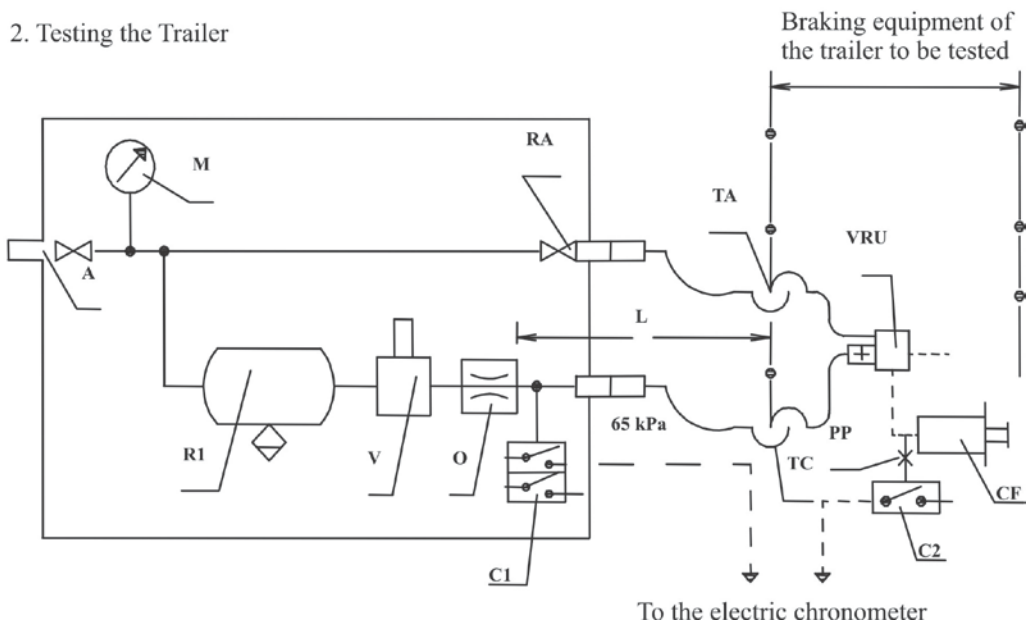 2. Testing the Trailer
Braking equipment of
the trailer to be tested
M
RA
TA
VRU
A
L
R1
V
O
65 kPa
PP
TC
CF
C1
C2
To the electric chronometer